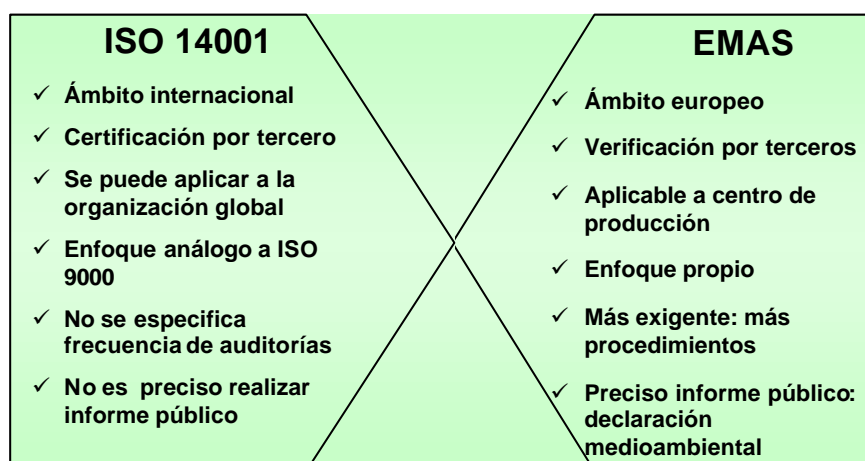 ISO 14001
✓ Ámbito internacional
✓ Certificación por tercero
✓ Se puede aplicar a la
organización global
✓ Enfoque análogo a ISO
9000
✓ No se especifica
frecuencia de auditorías
✓ No es preciso realizar
informe público
EMAS
✓ Ámbito europeo
✓ Verificación por terceros
✓ Aplicable a centro de
producción
✓ Enfoque propio
✓ Más exigente: más
procedimientos
✓ Preciso informe público:
declaración
medioambiental